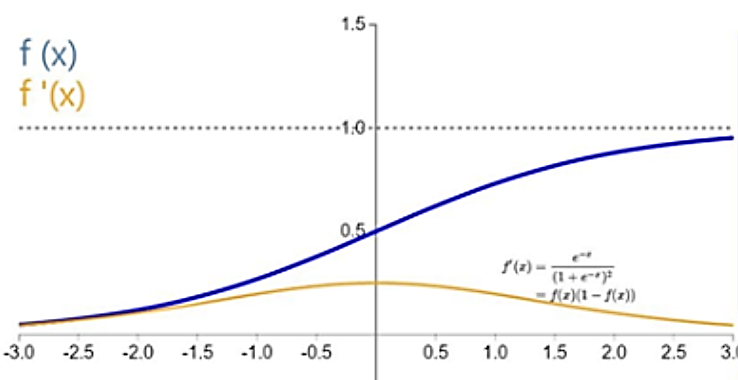 1.5
f (x)
f '(x)
1.0
0.5
f'(x) = e^{-x} / (1 + e^{-x})^2
= f(x)(1 − f(x))
-3.0 -2.5 -2.0 -1.5 -1.0 -0.5 0.5 1.0 1.5 2.0 2.5 3.0